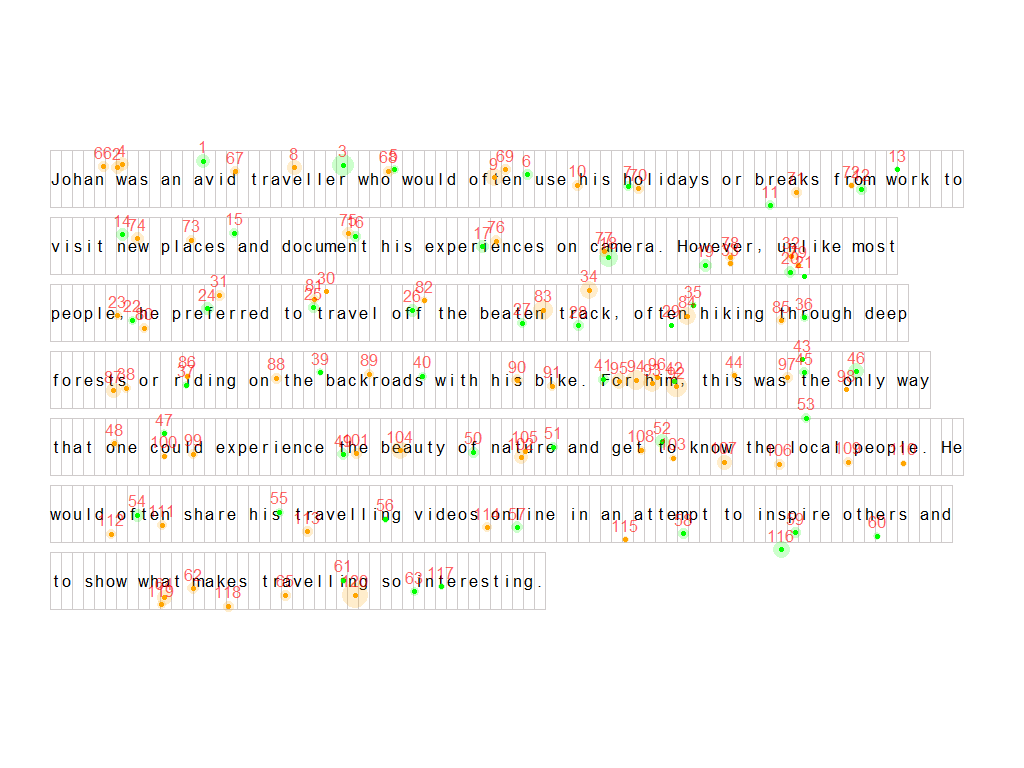 Johan was an avid traveller who would often use his holidays or breaks from work to
visit new places and document his experiences on camera. However, unlike most
people, he preferred to travel off the beaten track, often hiking through deep
forests or riding on the backroads with his bike. For him, this was the only way
that one could experience the beauty of nature and get to know the local people. He
would often share his travelling videos online in an attempt to inspire others and
to show what makes travelling so interesting.